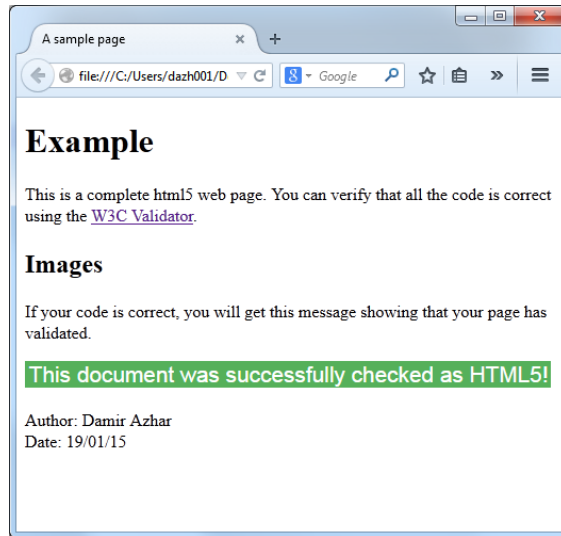 A sample page
file:///C:/Users/dazh001/D
8 Google
Example
This is a complete html5 web page. You can verify that all the code is correct
using the W3C Validator.
Images
If your code is correct, you will get this message showing that your page has
validated.
This document was successfully checked as HTML5!
Author: Damir Azhar
Date: 19/01/15